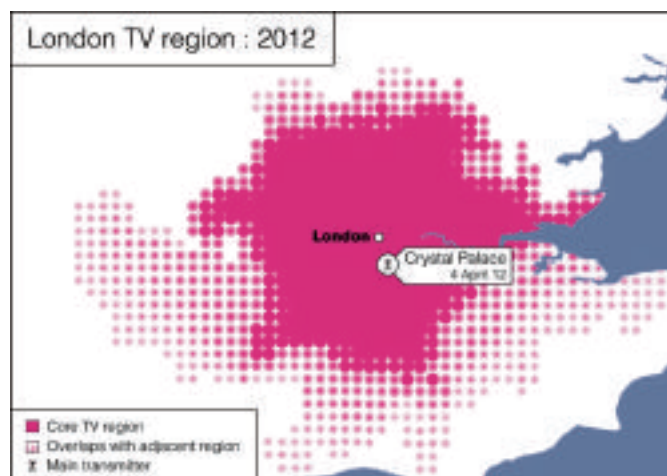 London TV region : 2012
London
Crystal Palace
4 April 12
Core TV region
Overlaps with adjacent region
Main transmitter